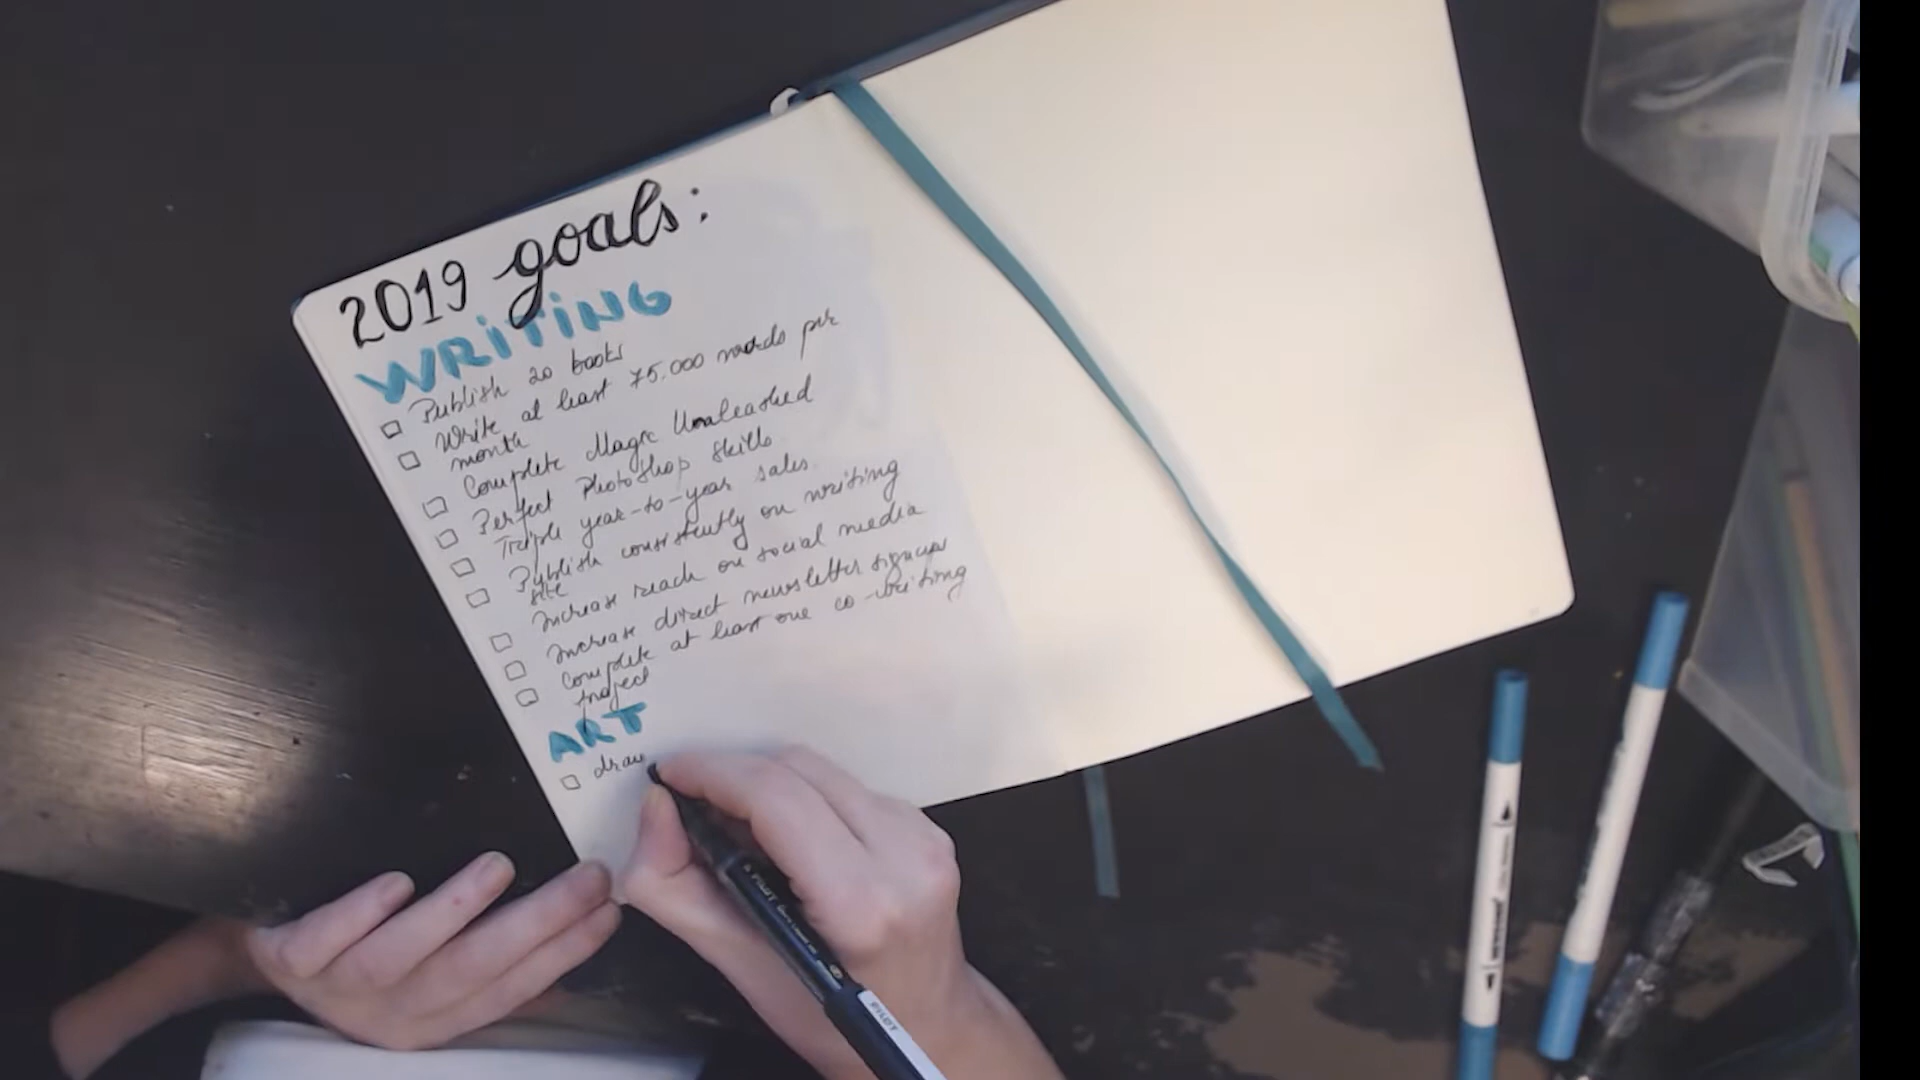 2019 goals:
WRITING
Publish 20 books
Write at least 75.000 words per
month
Complete Magic Unleashed
Perfect Photoshop skills
Triple year-to-year sales
Publish consistently on writing
site
Increase reach on social media
Increase direct newsletter signups
Complete at least one co-writing
project
ART
draw
PILOT
PILOT